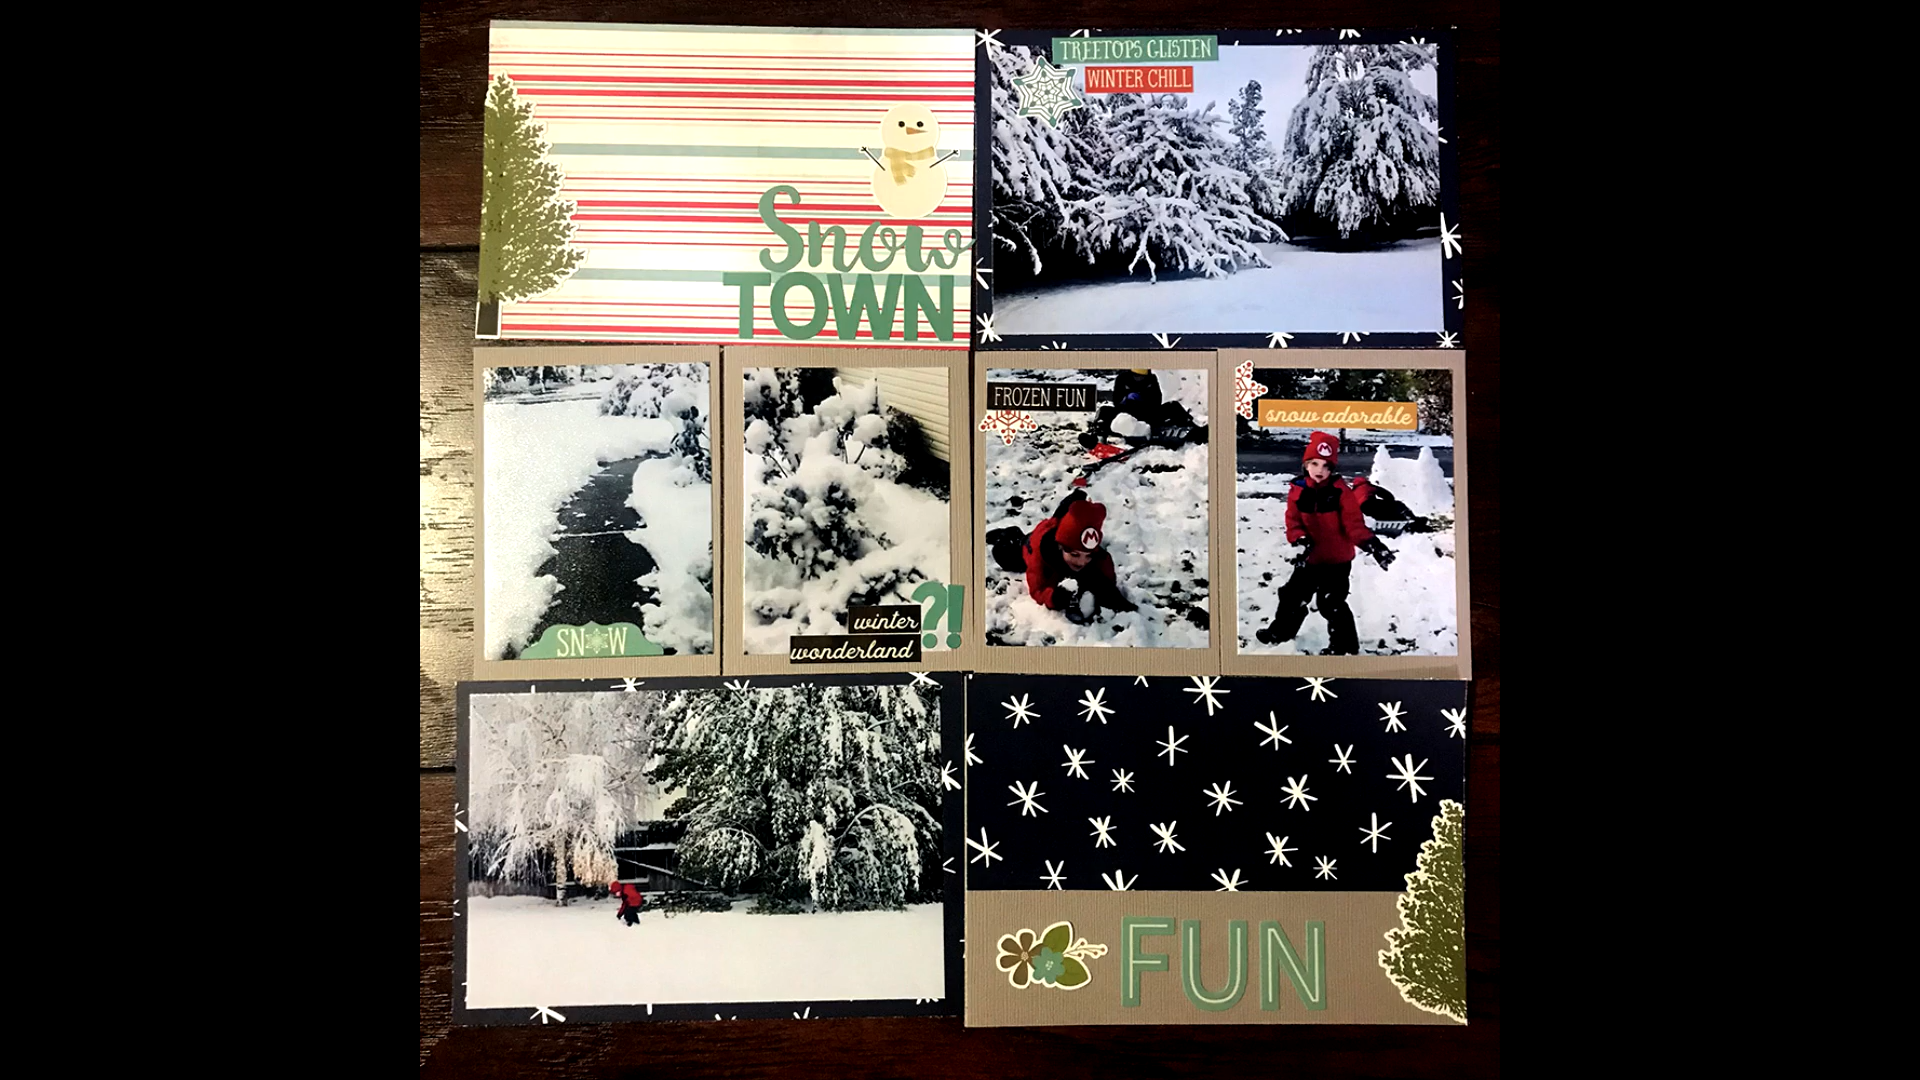 Snow
TOWN
TREETOPS GLISTEN
WINTER CHILL
SNOW
winter
wonderland
?!
FROZEN FUN
M
snow adorable
M
FUN